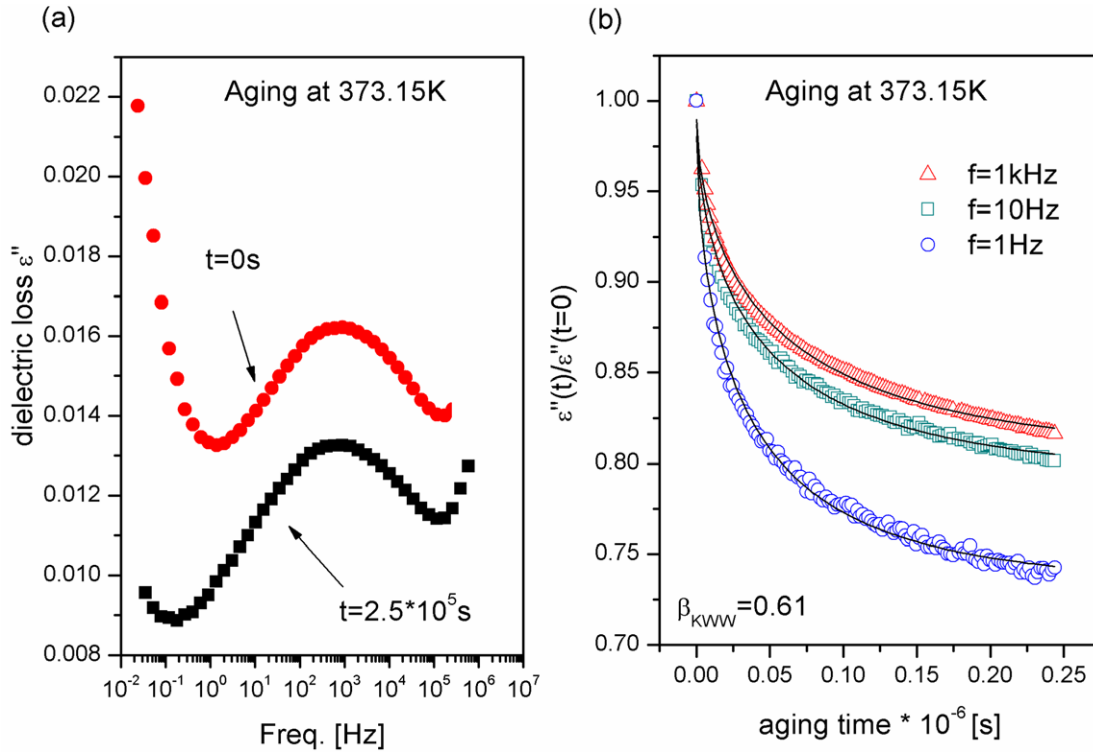 (a)
Aging at 373.15K
0.022
0.020
0.018
0.016
0.014
0.012
0.010
0.008
dielectric loss ε"
t=0s
t=2.5*10⁵s
10⁻² 10⁻¹ 10⁰ 10¹ 10² 10³ 10⁴ 10⁵ 10⁶ 10⁷
Freq. [Hz]
(b)
Aging at 373.15K
1.00
0.95
0.90
0.85
0.80
0.75
0.70
ε"(t)/ε"(t=0)
f=1kHz
f=10Hz
f=1Hz
β_KWW=0.61
0.00 0.05 0.10 0.15 0.20 0.25
aging time * 10⁻⁶ [s]